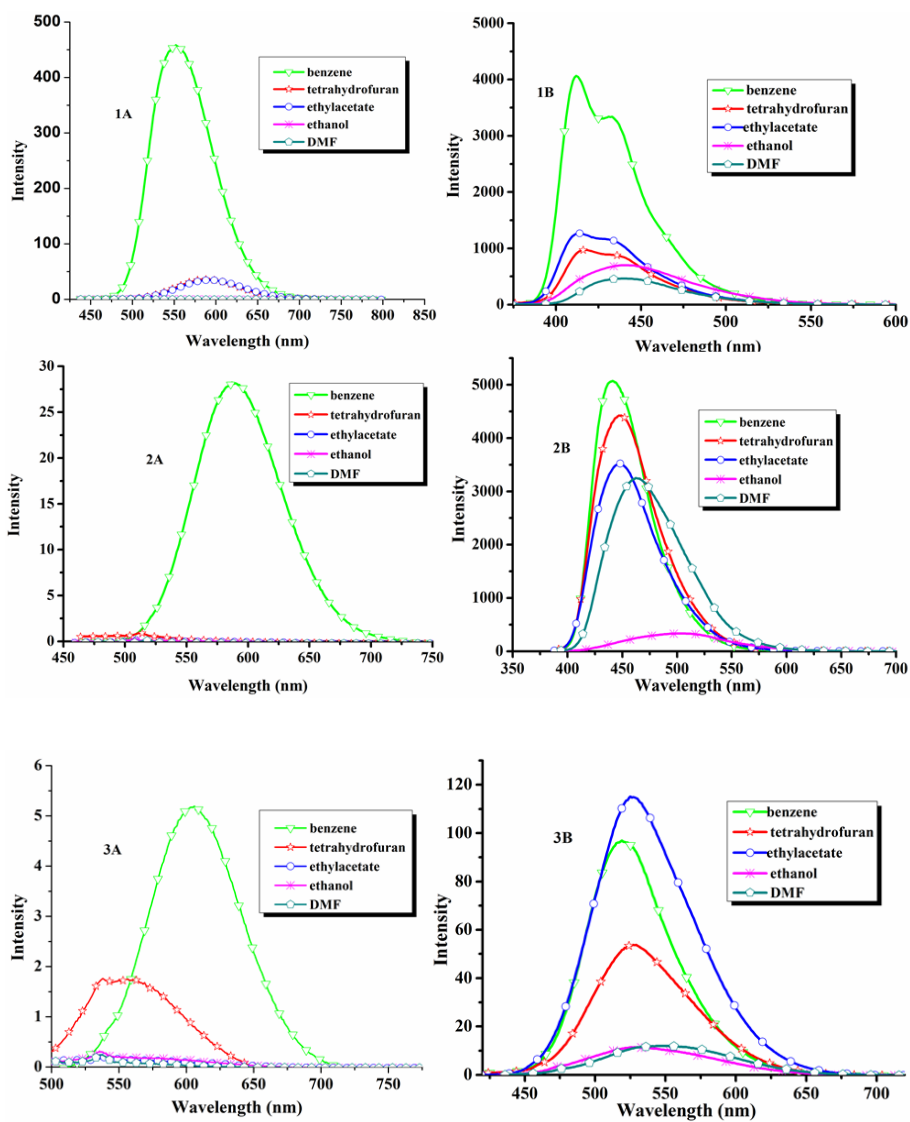 500
400
300
200
100
0
Intensity
1A
benzene
tetrahydrofuran
ethylacetate
ethanol
DMF
450 500 550 600 650 700 750 800 850
Wavelength (nm)
5000
4000
3000
2000
1000
0
Intensity
1B
benzene
tetrahydrofuran
ethylacetate
ethanol
DMF
400 450 500 550 600
Wavelength (nm)
30
25
20
15
10
5
0
Intensity
2A
benzene
tetrahydrofuran
ethylacetate
ethanol
DMF
450 500 550 600 650 700 750
Wavelength (nm)
5000
4000
3000
2000
1000
0
Intensity
2B
benzene
tetrahydrofuran
ethylacetate
ethanol
DMF
350 400 450 500 550 600 650 700
Wavelength (nm)
6
5
4
3
2
1
0
Intensity
3A
benzene
tetrahydrofuran
ethylacetate
ethanol
DMF
500 550 600 650 700 750
Wavelength (nm)
120
100
80
60
40
20
0
Intensity
3B
benzene
tetrahydrofuran
ethylacetate
ethanol
DMF
450 500 550 600 650 700
Wavelength (nm)